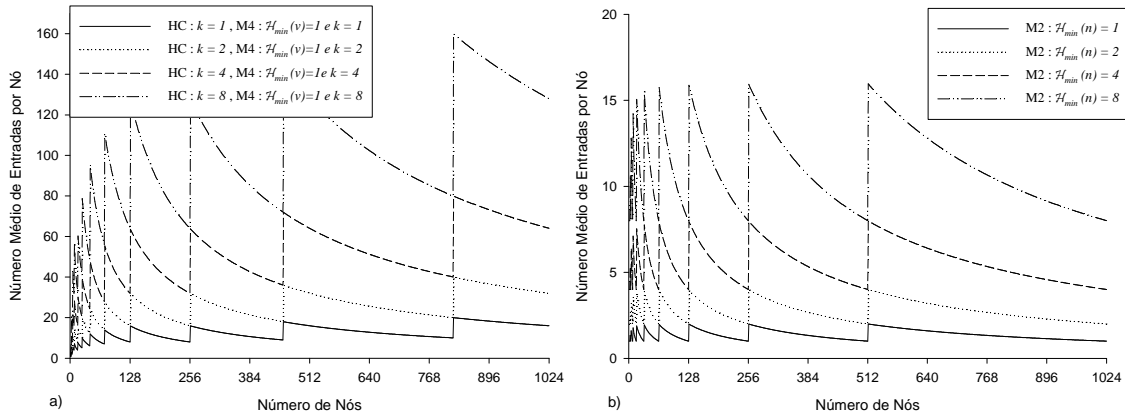 HC : k = 1 , M4 : ℋmin (v)=1 e k = 1
HC : k = 2 , M4 : ℋmin (v)=1 e k = 2
HC : k = 4 , M4 : ℋmin (v)=1e k = 4
HC : k = 8 , M4 : ℋmin (v)=1 e k = 8
Número Médio de Entradas por Nó
160
140
120
100
80
60
40
20
0
0 128 256 384 512 640 768 896 1024
a)
Número de Nós
M2 : ℋmin (n) = 1
M2 : ℋmin (n) = 2
M2 : ℋmin (n) = 4
M2 : ℋmin (n) = 8
Número Médio de Entradas por Nó
20
15
10
5
0
0 128 256 384 512 640 768 896 1024
b)
Número de Nós